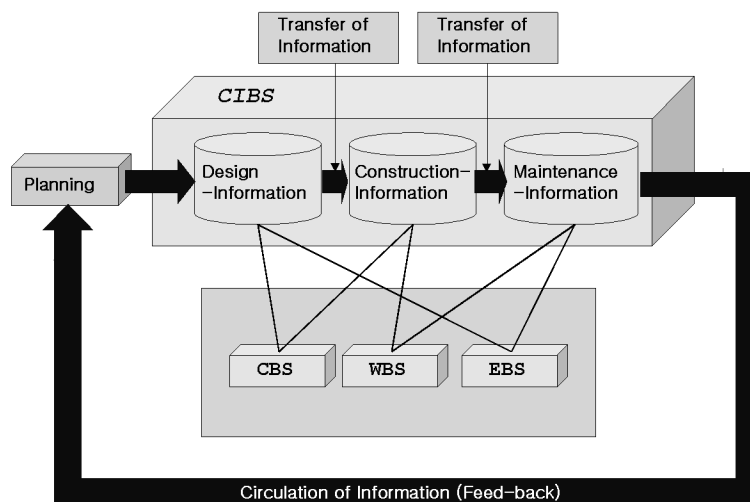 Transfer of
Information
Transfer of
Information
CIBS
Planning
Design
-Information
Construction-
Information
Maintenance
-Information
CBS
WBS
EBS
Circulation of Information (Feed-back)